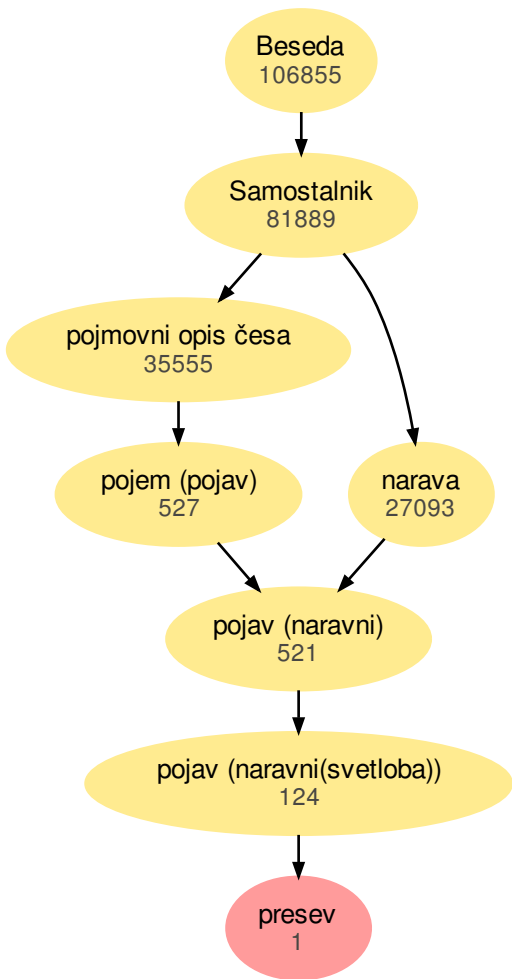 Beseda
106855
Samostalnik
81889
pojmovni opis česa
35555
pojem (pojav)
527
narava
27093
pojav (naravni)
521
pojav (naravni(svetloba))
124
presev
1